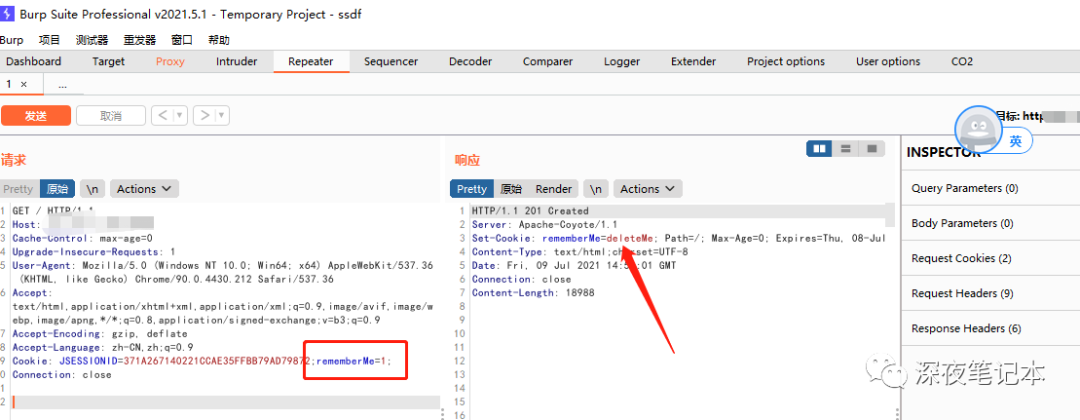 Burp Suite Professional v2021.5.1 - Temporary Project - ssdf
Burp 项目 测试器 重发器 窗口 帮助
Dashboard Target Proxy Intruder Repeater Sequencer Decoder Comparer Logger Extender Project options User options CO2
1 × ...
发送 取消 < > 目标: http
英
请求
Pretty 原始 \n Actions
1 GET / HTTP/1.1
2 Host:
3 Cache-Control: max-age=0
4 Upgrade-Insecure-Requests: 1
5 User-Agent: Mozilla/5.0 (Windows NT 10.0; Win64; x64) AppleWebKit/537.36
(KHTML, like Gecko) Chrome/90.0.4430.212 Safari/537.36
6 Accept:
text/html,application/xhtml+xml,application/xml;q=0.9,image/avif,image/w
ebp,image/apng,*/*;q=0.8,application/signed-exchange;v=b3;q=0.9
7 Accept-Encoding: gzip, deflate
8 Accept-Language: zh-CN,zh;q=0.9
9 Cookie: JSESSIONID=371A267140221CCAE35FFBB79AD79872;rememberMe=1;
0 Connection: close
1
2
响应
Pretty 原始 Render \n Actions
1 HTTP/1.1 201 Created
2 Server: Apache-Coyote/1.1
3 Set-Cookie: rememberMe=deleteMe; Path=/; Max-Age=0; Expires=Thu, 08-Jul
4 Content-Type: text/html;charset=UTF-8
5 Date: Fri, 09 Jul 2021 14:5 :01 GMT
6 Connection: close
7 Content-Length: 18988
8
9
10
11
12
13
14
15
INSPECTOR
Query Parameters (0)
Body Parameters (0)
Request Cookies (2)
Request Headers (9)
Response Headers (6)
深夜笔记本